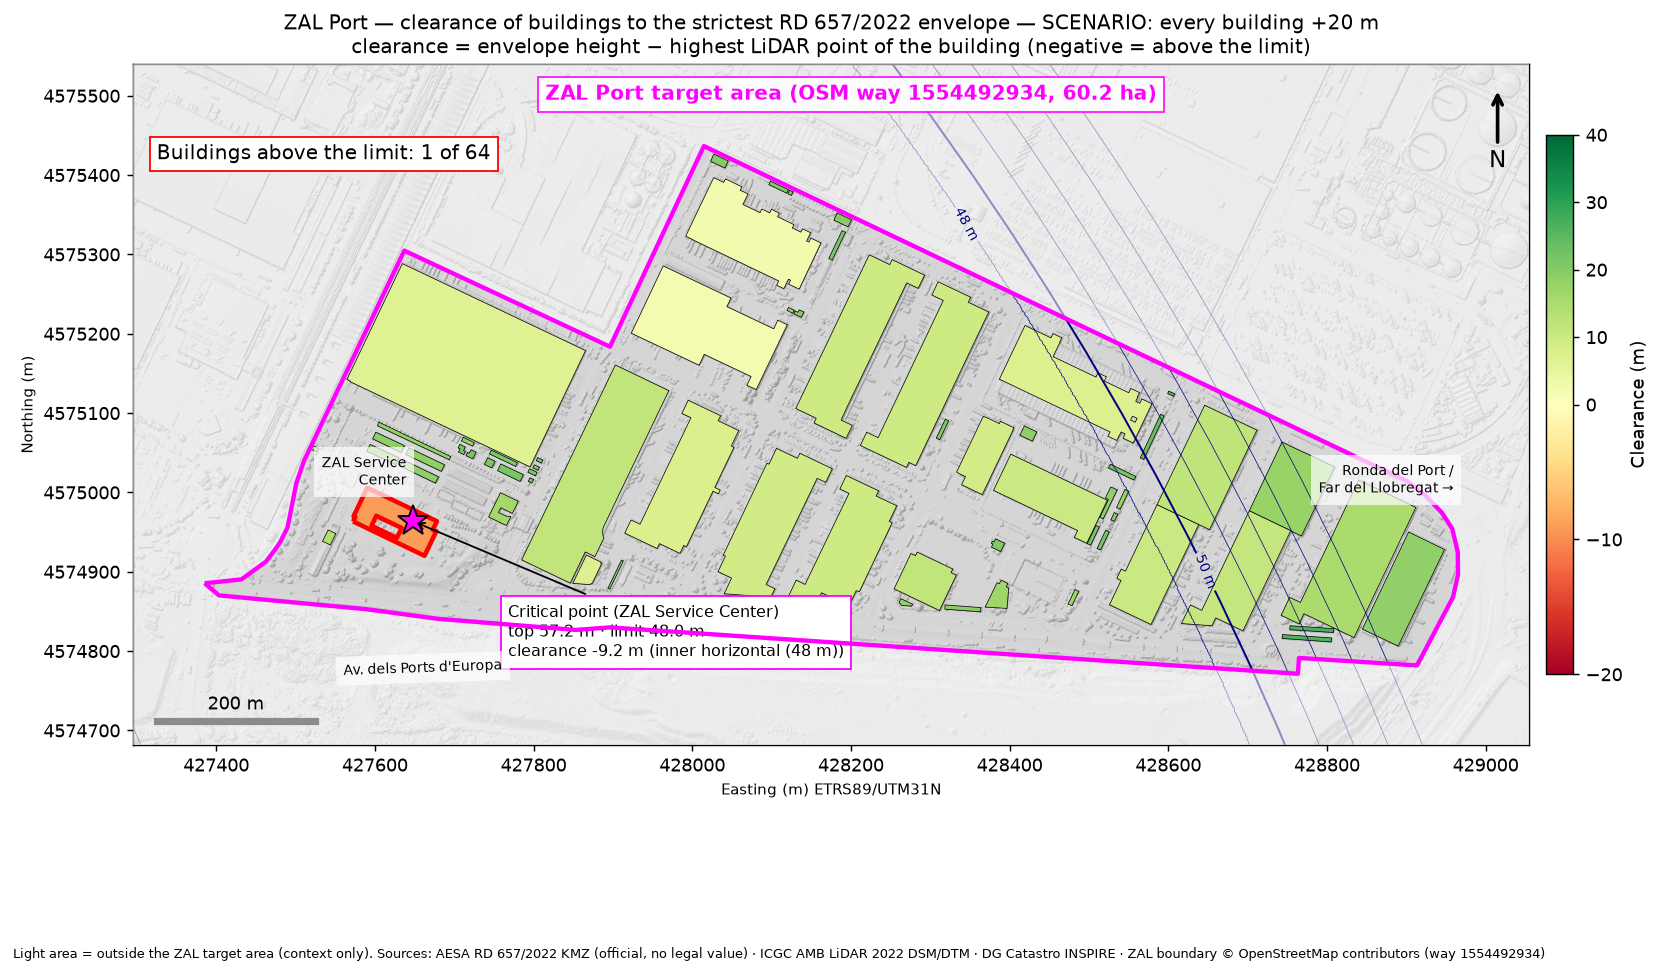 ZAL Port — clearance of buildings to the strictest RD 657/2022 envelope — SCENARIO: every building +20 m
clearance = envelope height − highest LiDAR point of the building (negative = above the limit)
ZAL Port target area (OSM way 1554492934, 60.2 ha)
Buildings above the limit: 1 of 64
N
48 m
50 m
ZAL Service
Center
Ronda del Port /
Far del Llobregat →
Critical point (ZAL Service Center)
top 57.2 m · limit 48.0 m
clearance -9.2 m (inner horizontal (48 m))
Av. dels Ports d'Europa
200 m
4575500
4575400
4575300
4575200
4575100
4575000
4574900
4574800
4574700
Northing (m)
427400
427600
427800
428000
428200
428400
428600
428800
429000
Easting (m) ETRS89/UTM31N
40
30
20
10
0
−10
−20
Clearance (m)
Light area = outside the ZAL target area (context only). Sources: AESA RD 657/2022 KMZ (official, no legal value) · ICGC AMB LiDAR 2022 DSM/DTM · DG Catastro INSPIRE · ZAL boundary © OpenStreetMap contributors (way 1554492934)